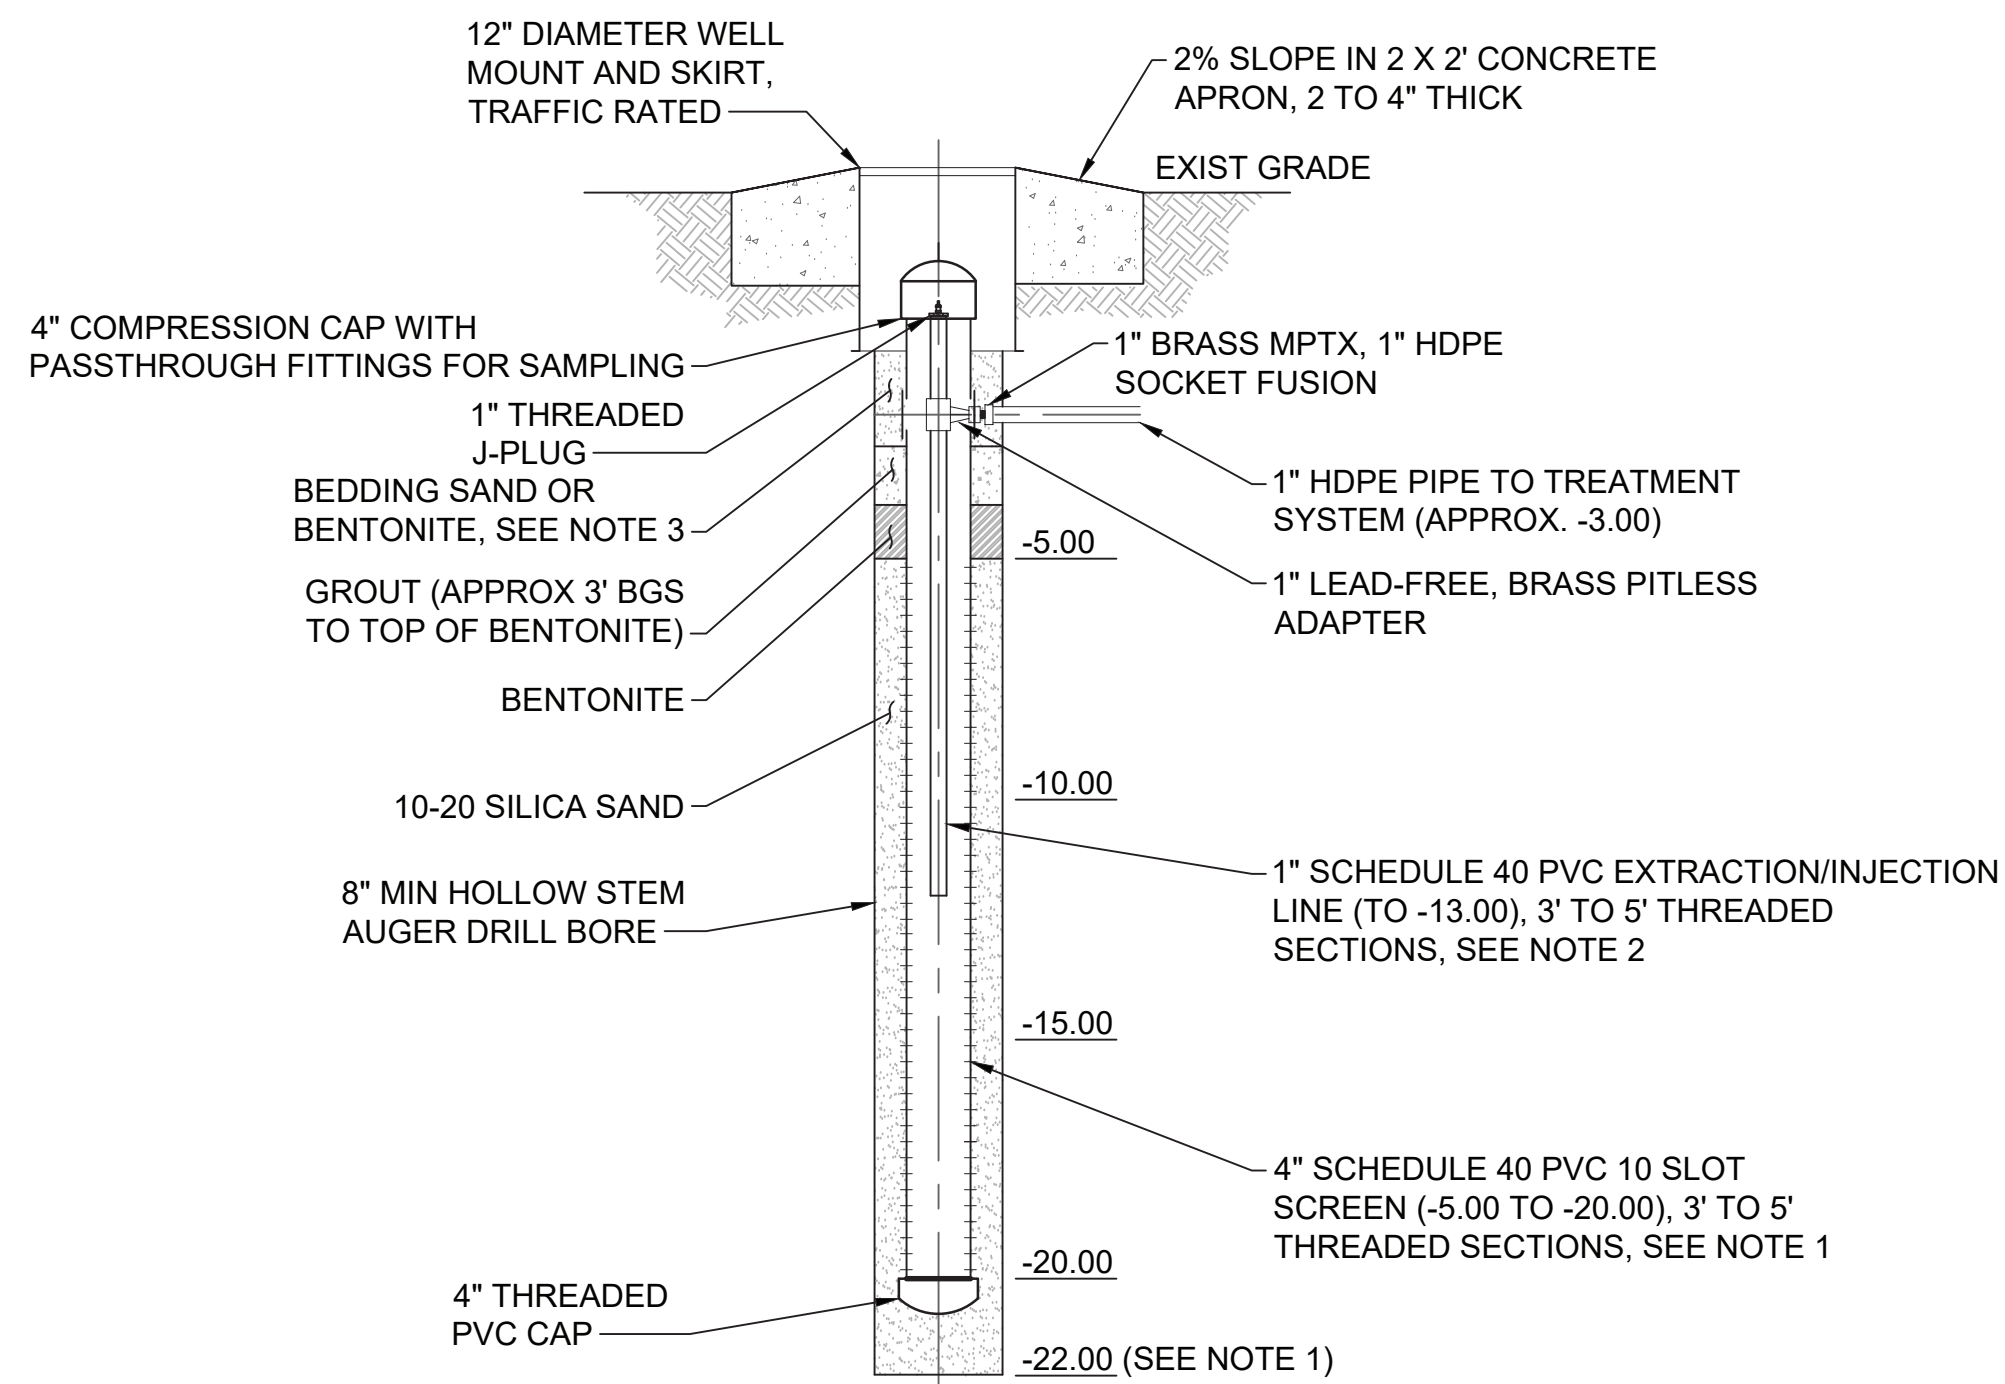 12" DIAMETER WELL
MOUNT AND SKIRT,
TRAFFIC RATED
2% SLOPE IN 2 X 2' CONCRETE
APRON, 2 TO 4" THICK
EXIST GRADE
4" COMPRESSION CAP WITH
PASSTHROUGH FITTINGS FOR SAMPLING
1" THREADED
J-PLUG
BEDDING SAND OR
BENTONITE, SEE NOTE 3
GROUT (APPROX 3' BGS
TO TOP OF BENTONITE)
BENTONITE
10-20 SILICA SAND
8" MIN HOLLOW STEM
AUGER DRILL BORE
4" THREADED
PVC CAP
1" BRASS MPTX, 1" HDPE
SOCKET FUSION
1" HDPE PIPE TO TREATMENT
SYSTEM (APPROX. -3.00)
-5.00
1" LEAD-FREE, BRASS PITLESS
ADAPTER
-10.00
1" SCHEDULE 40 PVC EXTRACTION/INJECTION
LINE (TO -13.00), 3' TO 5' THREADED
SECTIONS, SEE NOTE 2
-15.00
4" SCHEDULE 40 PVC 10 SLOT
SCREEN (-5.00 TO -20.00), 3' TO 5'
THREADED SECTIONS, SEE NOTE 1
-20.00
-22.00 (SEE NOTE 1)